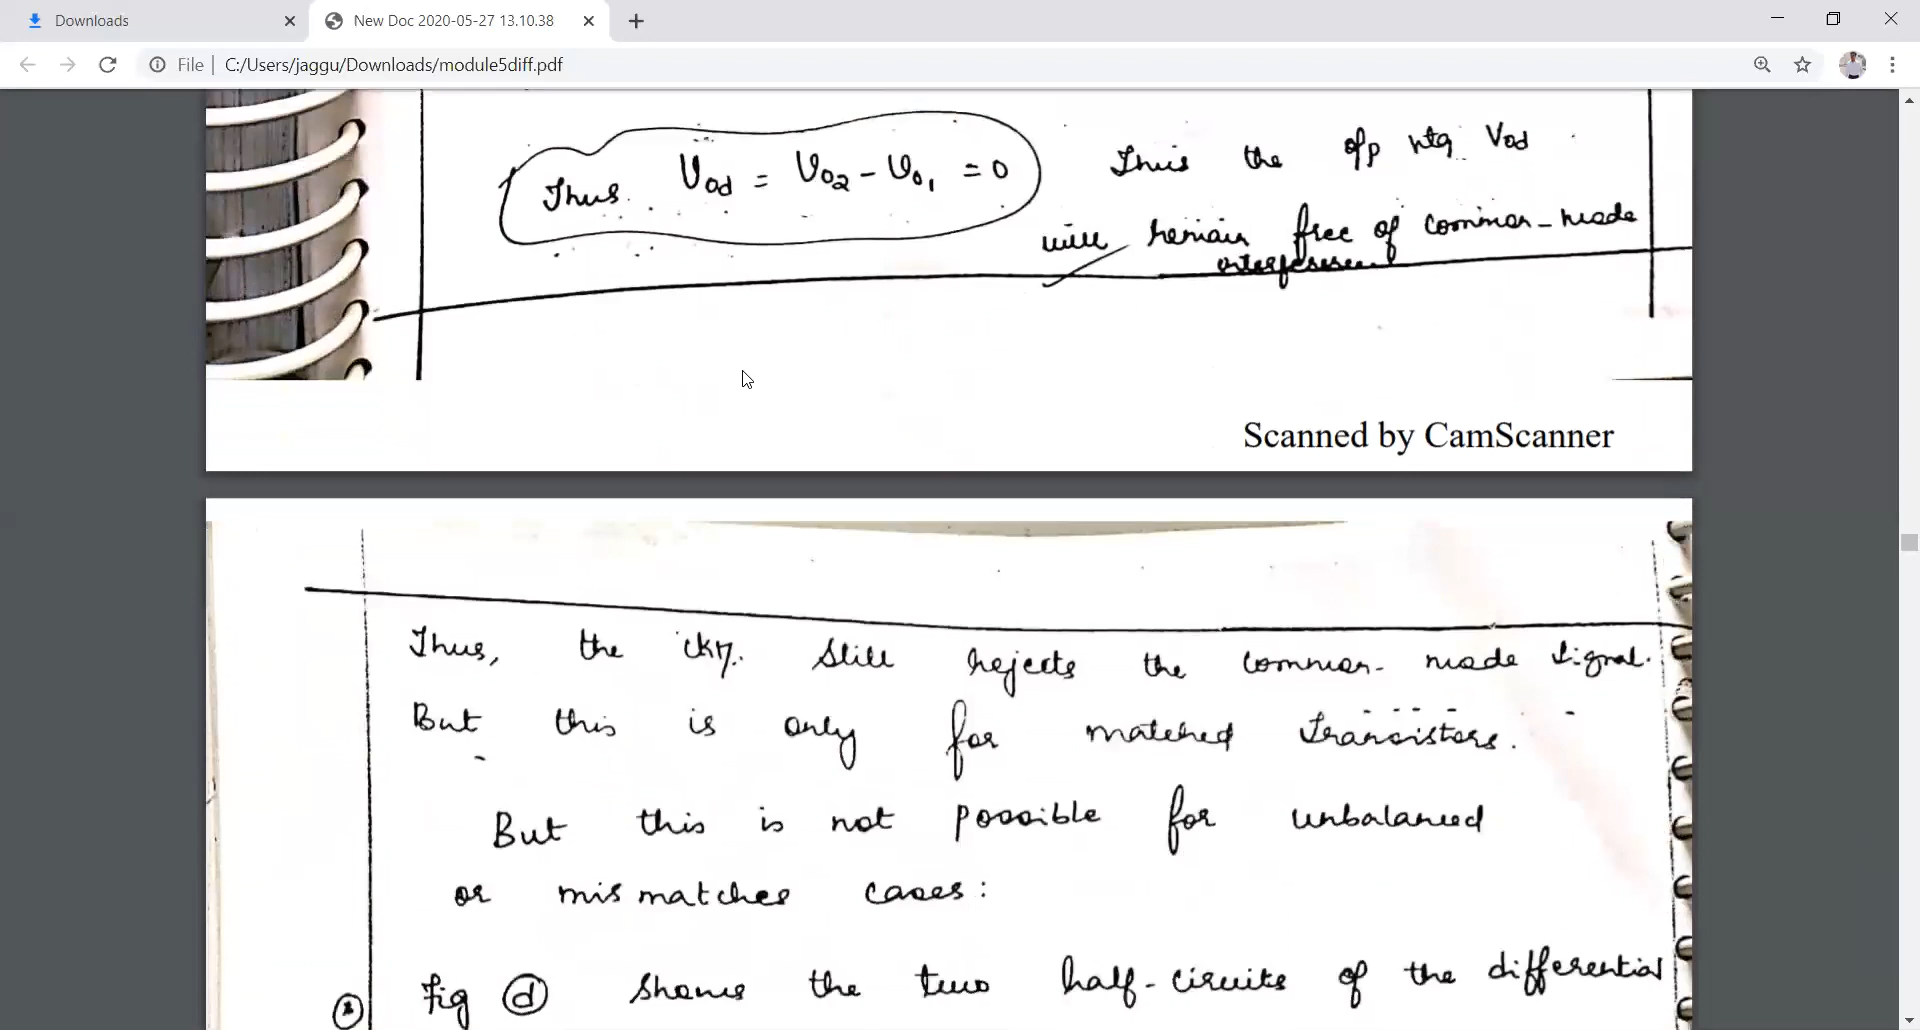 Downloads
New Doc 2020-05-27 13.10.38
File | C:/Users/jaggu/Downloads/module5diff.pdf
Thus Vod = Vo2 - Vo1 = 0 Thus the o/p vtg Vod
will remain free of common-mode
interference
Scanned by CamScanner
Thus, the ckt. still rejects the common-mode signal.
But this is only for matched transistors.
But this is not possible for unbalanced
or mismatches cases:
Fig d shows the two half-circuits of the differential